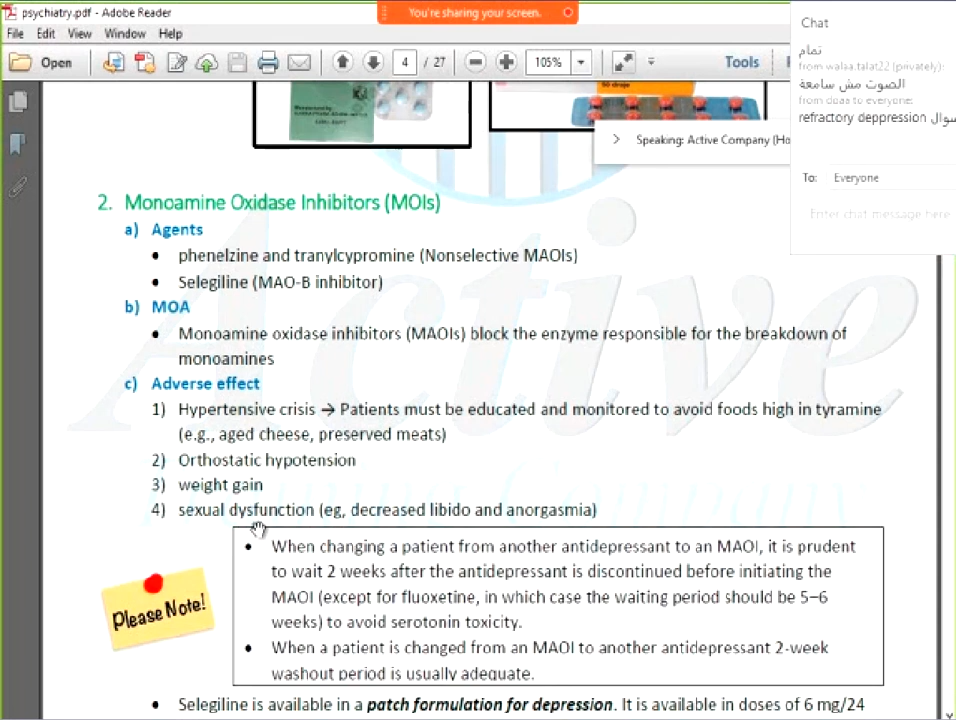 psychiatry.pdf - Adobe Reader
You're sharing your screen.
File Edit View Window Help
Open
4 / 27
105%
Tools
Chat
تمام
from walaa.talat22 (privately):
الصوت مش سامعة
from doaa to everyone:
refractory deppression سوال
To: Everyone
Enter chat message here
50 drops
Speaking: Active Company (Ho
2. Monoamine Oxidase Inhibitors (MOIs)
a) Agents
• phenelzine and tranylcypromine (Nonselective MAOIs)
• Selegiline (MAO-B inhibitor)
b) MOA
• Monoamine oxidase inhibitors (MAOIs) block the enzyme responsible for the breakdown of
monoamines
c) Adverse effect
1) Hypertensive crisis → Patients must be educated and monitored to avoid foods high in tyramine
(e.g., aged cheese, preserved meats)
2) Orthostatic hypotension
3) weight gain
4) sexual dysfunction (eg, decreased libido and anorgasmia)
Please Note!
• When changing a patient from another antidepressant to an MAOI, it is prudent
to wait 2 weeks after the antidepressant is discontinued before initiating the
MAOI (except for fluoxetine, in which case the waiting period should be 5–6
weeks) to avoid serotonin toxicity.
• When a patient is changed from an MAOI to another antidepressant 2-week
washout period is usually adequate.
• Selegiline is available in a patch formulation for depression. It is available in doses of 6 mg/24
Active